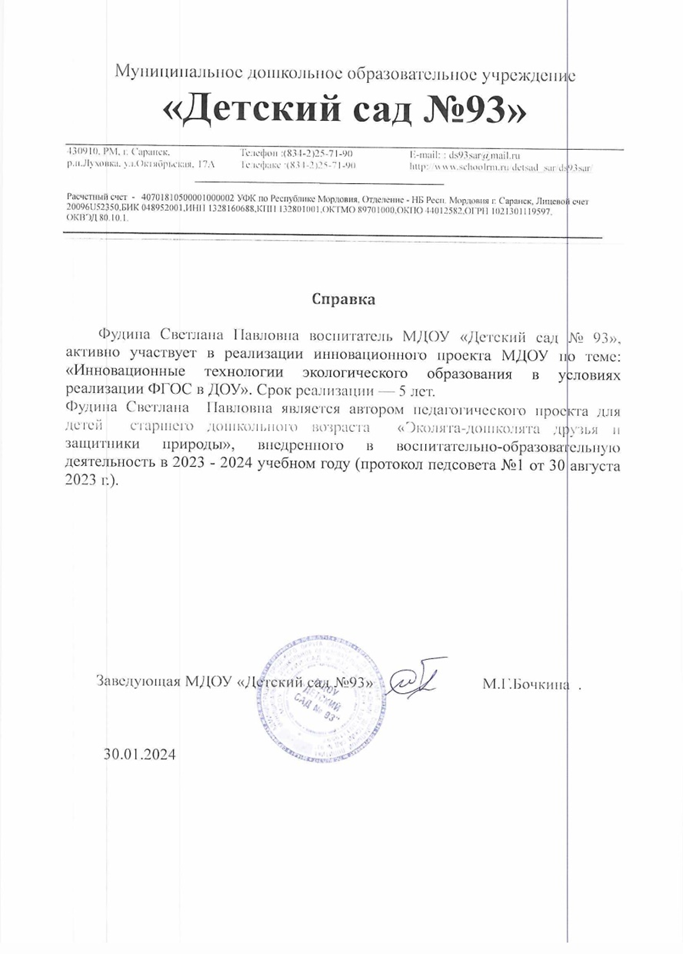 Муниципальное дошкольное образовательное учреждение
«Детский сад №93»
430910, РМ, г. Саранск, Телефон :(834-2)25-71-90 E-mail: : ds93sar@mail.ru
р.п.Луховка, ул.Октябрьская, 17А Телефакс :(834-2)25-71-90 http://www.schoolrm.ru/detsad_sar/ds93sar/
Расчетный счет - 40701810500001000002 УФК по Республике Мордовия, Отделение - НБ Респ. Мордовия г. Саранск, Лицевой счет
20096U52350,БИК 048952001,ИНН 1328160688,КПП 132801001,ОКТМО 89701000,ОКПО 44012582,ОГРН 1021301119597.
ОКВЭД 80.10.1.
Справка
Фудина Светлана Павловна воспитатель МДОУ «Детский сад № 93»,
активно участвует в реализации инновационного проекта МДОУ по теме:
«Инновационные технологии экологического образования в условиях
реализации ФГОС в ДОУ». Срок реализации — 5 лет.
Фудина Светлана Павловна является автором педагогического проекта для
детей старшего дошкольного возраста «Эколята-дошколята друзья и
защитники природы», внедренного в воспитательно-образовательную
деятельность в 2023 - 2024 учебном году (протокол педсовета №1 от 30 августа
2023 г.).
Заведующая МДОУ «Детский сад №93» М.Г.Бочкина .
МДОУ
"ДЕТСКИЙ
САД № 93"
30.01.2024